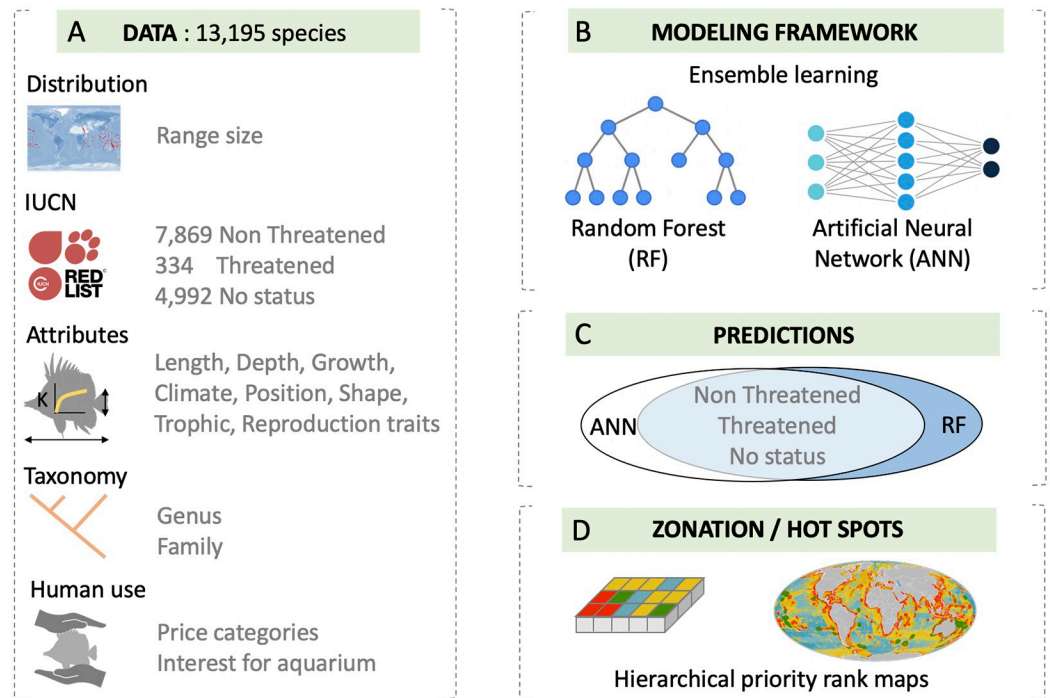 A DATA : 13,195 species
Distribution
Range size
IUCN
7,869 Non Threatened
334 Threatened
4,992 No status
IUCN RED
LIST
Attributes
K
Length, Depth, Growth,
Climate, Position, Shape,
Trophic, Reproduction traits
Taxonomy
Genus
Family
Human use
Price categories
Interest for aquarium
B MODELING FRAMEWORK
Ensemble learning
Random Forest
(RF)
Artificial Neural
Network (ANN)
C PREDICTIONS
ANN
Non Threatened
Threatened
No status
RF
D ZONATION / HOT SPOTS
Hierarchical priority rank maps